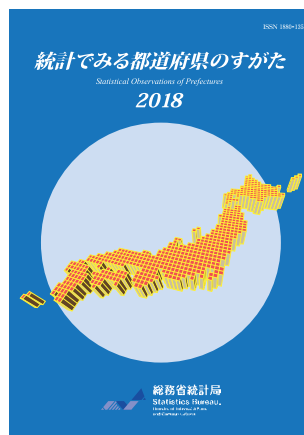 ISSN 1880-135
統計でみる都道府県のすがた
Statistical Observations of Prefectures
2018
総務省統計局
Statistics Bureau,